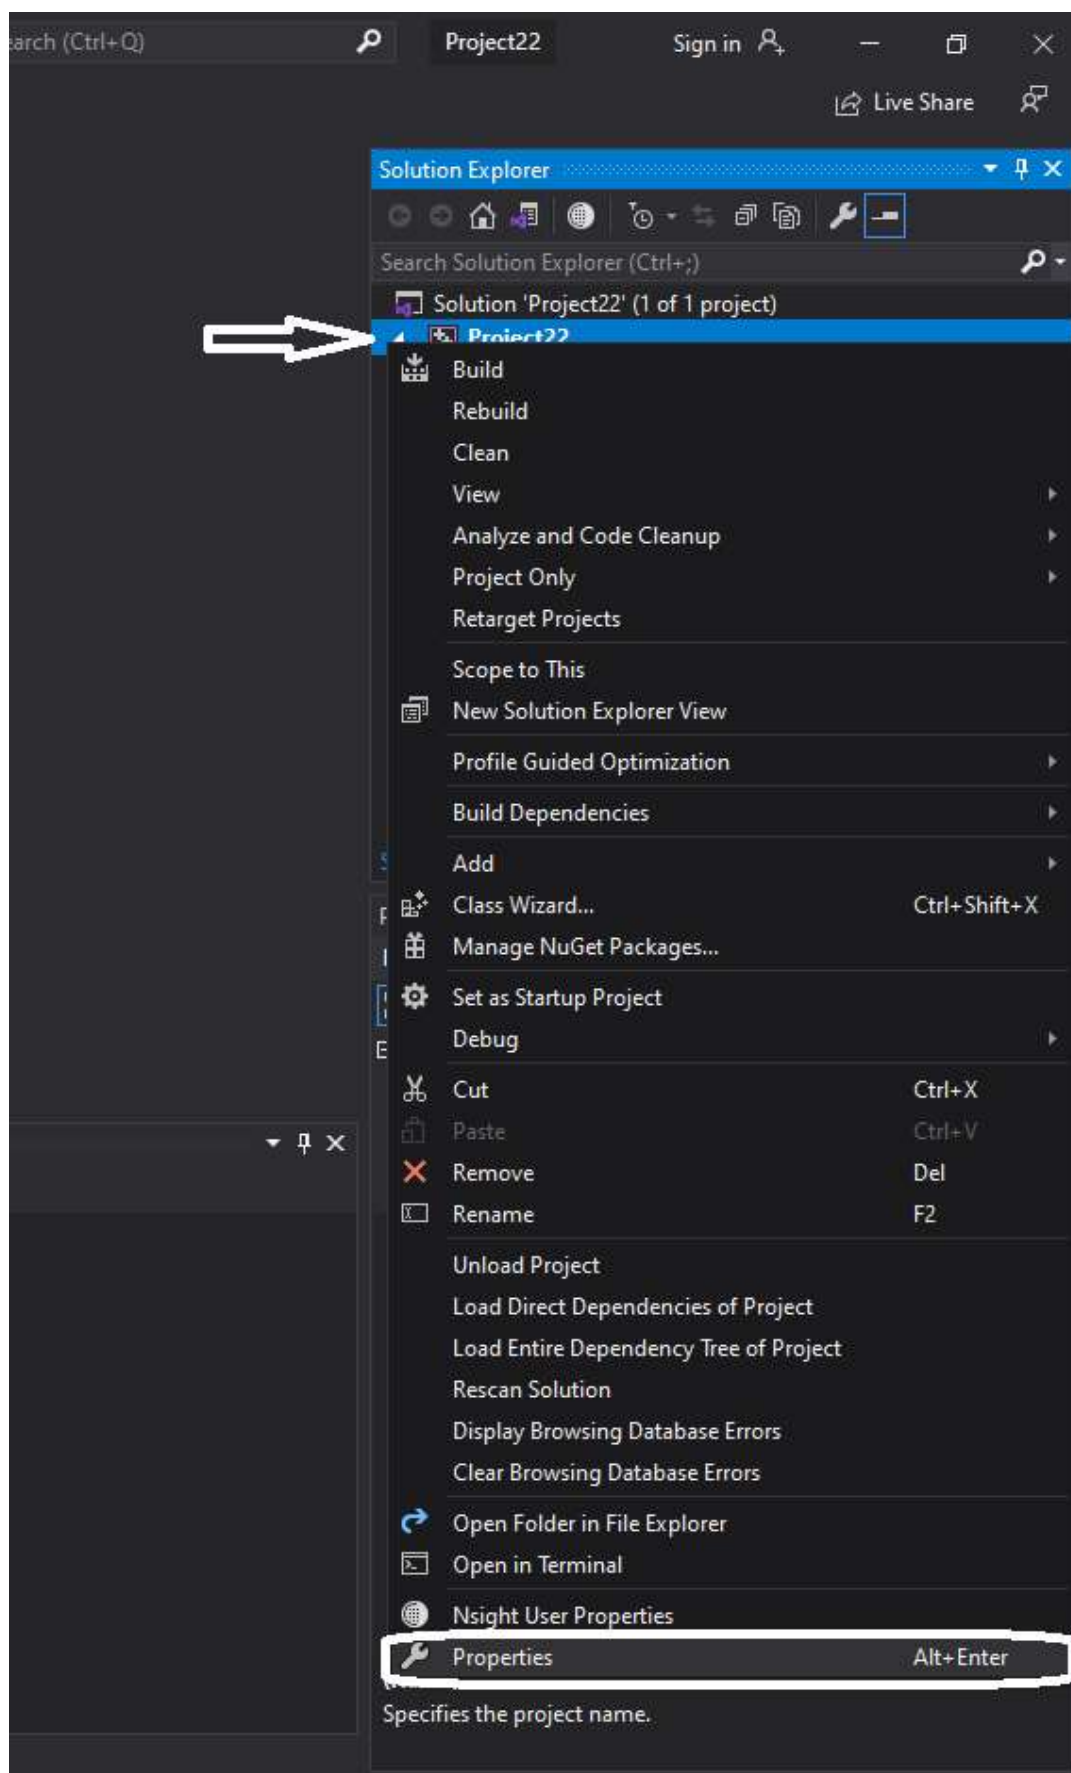 earch (Ctrl+Q) Project22 Sign in
Live Share
Solution Explorer
Search Solution Explorer (Ctrl+;)
Solution 'Project22' (1 of 1 project)
Project22
Build
Rebuild
Clean
View
Analyze and Code Cleanup
Project Only
Retarget Projects
Scope to This
New Solution Explorer View
Profile Guided Optimization
Build Dependencies
Add
Class Wizard... Ctrl+Shift+X
Manage NuGet Packages...
Set as Startup Project
Debug
Cut Ctrl+X
Paste Ctrl+V
Remove Del
Rename F2
Unload Project
Load Direct Dependencies of Project
Load Entire Dependency Tree of Project
Rescan Solution
Display Browsing Database Errors
Clear Browsing Database Errors
Open Folder in File Explorer
Open in Terminal
Nsight User Properties
Properties Alt+Enter
Specifies the project name.